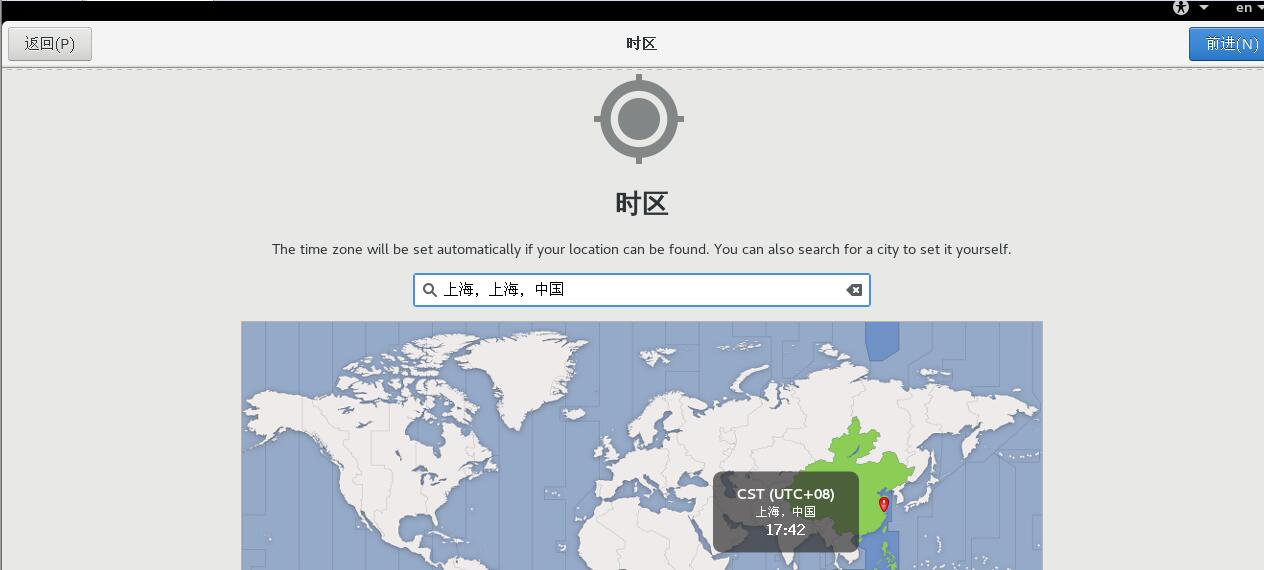 en
返回(P)
时区
前进(N)
时区
The time zone will be set automatically if your location can be found. You can also search for a city to set it yourself.
上海，上海，中国
CST (UTC+08)
上海，中国
17:42